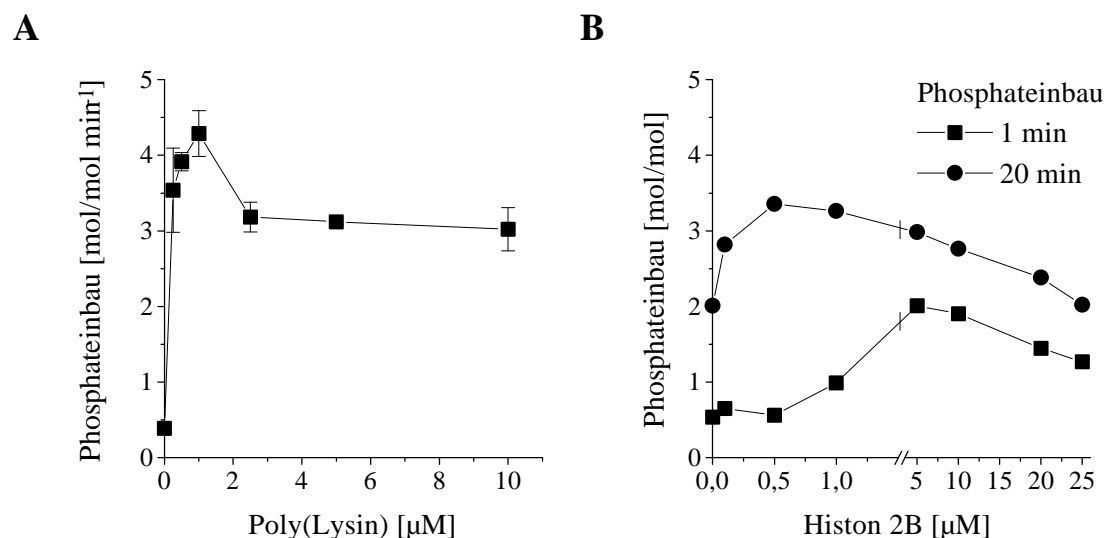 A
Phosphateinbau [mol/mol min-1]
5
4
3
2
1
0
0 2 4 6 8 10
Poly(Lysin) [µM]
B
Phosphateinbau [mol/mol]
5
4
3
2
1
0
Phosphateinbau
1 min
20 min
0,0 0,5 1,0 5 10 15 20 25
Histon 2B [µM]